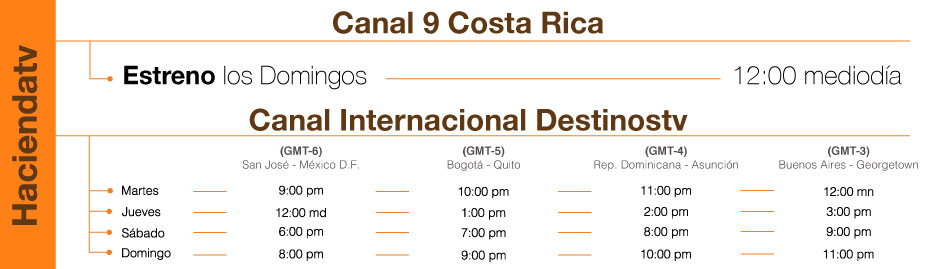 Haciendatv
Canal 9 Costa Rica
Estreno los Domingos 12:00 mediodía
Canal Internacional Destinostv
(GMT-6) (GMT-5) (GMT-4) (GMT-3)
San José - México D.F. Bogotá - Quito Rep. Dominicana - Asunción Buenos Aires - Georgetown
Martes 9:00 pm 10:00 pm 11:00 pm 12:00 mn
Jueves 12:00 md 1:00 pm 2:00 pm 3:00 pm
Sábado 6:00 pm 7:00 pm 8:00 pm 9:00 pm
Domingo 8:00 pm 9:00 pm 10:00 pm 11:00 pm